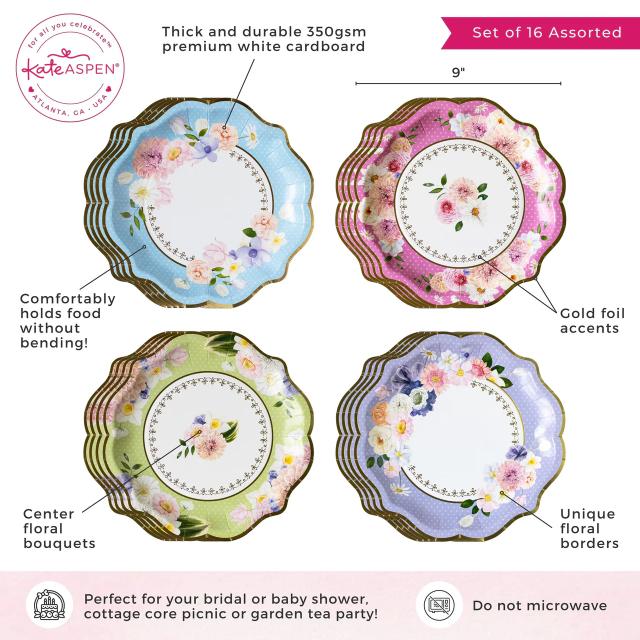 for all you celebrate™
Kate ASPEN®
ATLANTA, GA • USA
Thick and durable 350gsm
premium white cardboard
Set of 16 Assorted
9"
Comfortably
holds food
without
bending!
Gold foil
accents
Center
floral
bouquets
Unique
floral
borders
Perfect for your bridal or baby shower,
cottage core picnic or garden tea party!
Do not microwave